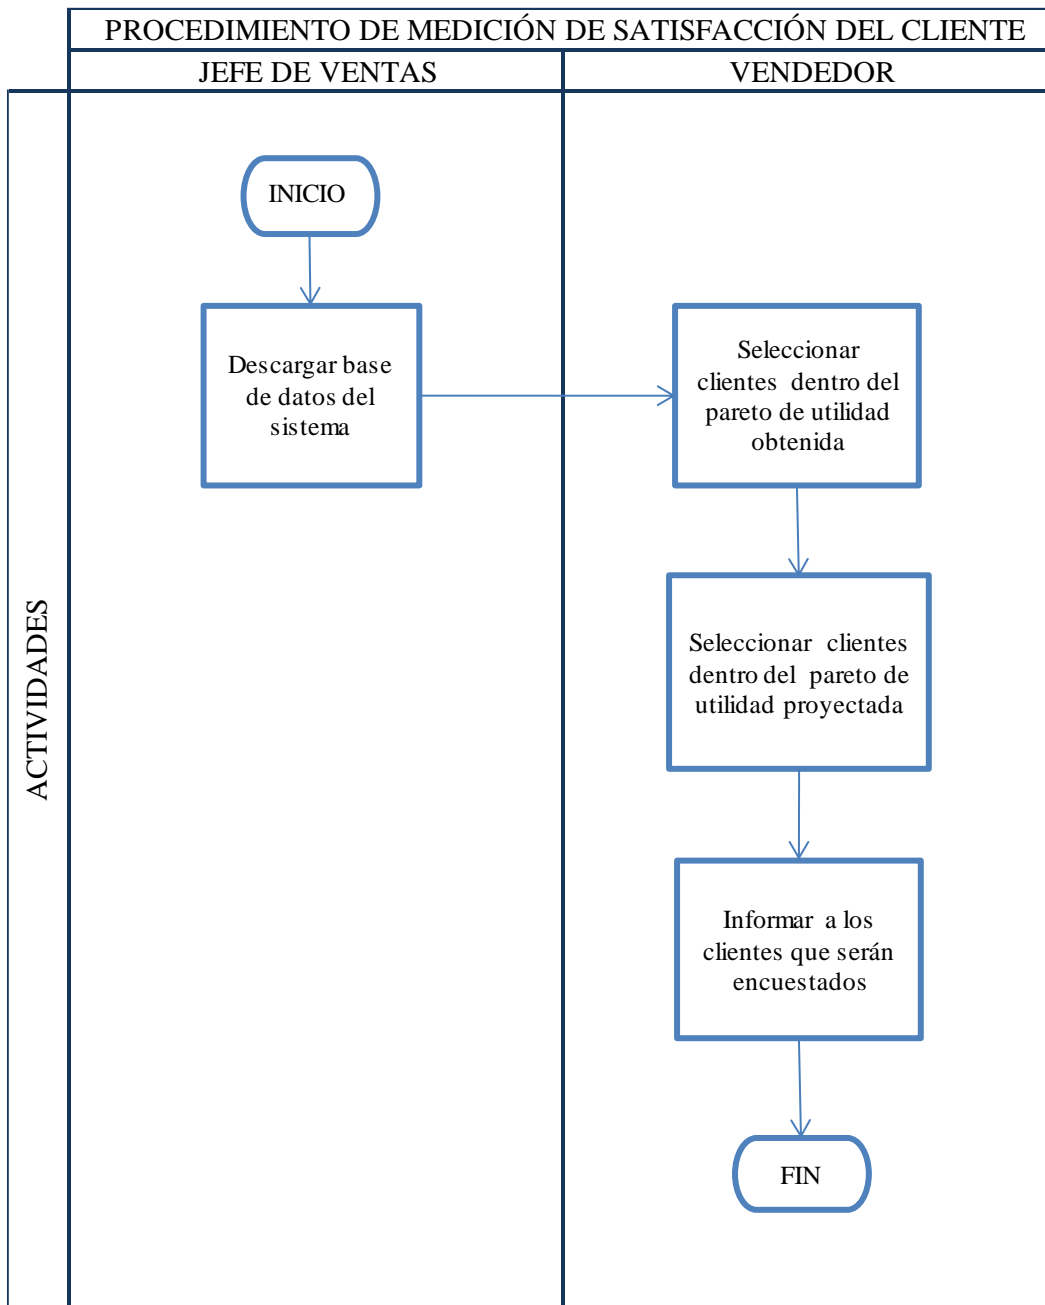 PROCEDIMIENTO DE MEDICIÓN DE SATISFACCIÓN DEL CLIENTE
JEFE DE VENTAS
VENDEDOR
ACTIVIDADES
INICIO
Descargar base
de datos del
sistema
Seleccionar
clientes dentro del
pareto de utilidad
obtenida
Seleccionar clientes
dentro del pareto de
utilidad proyectada
Informar a los
clientes que serán
encuestados
FIN